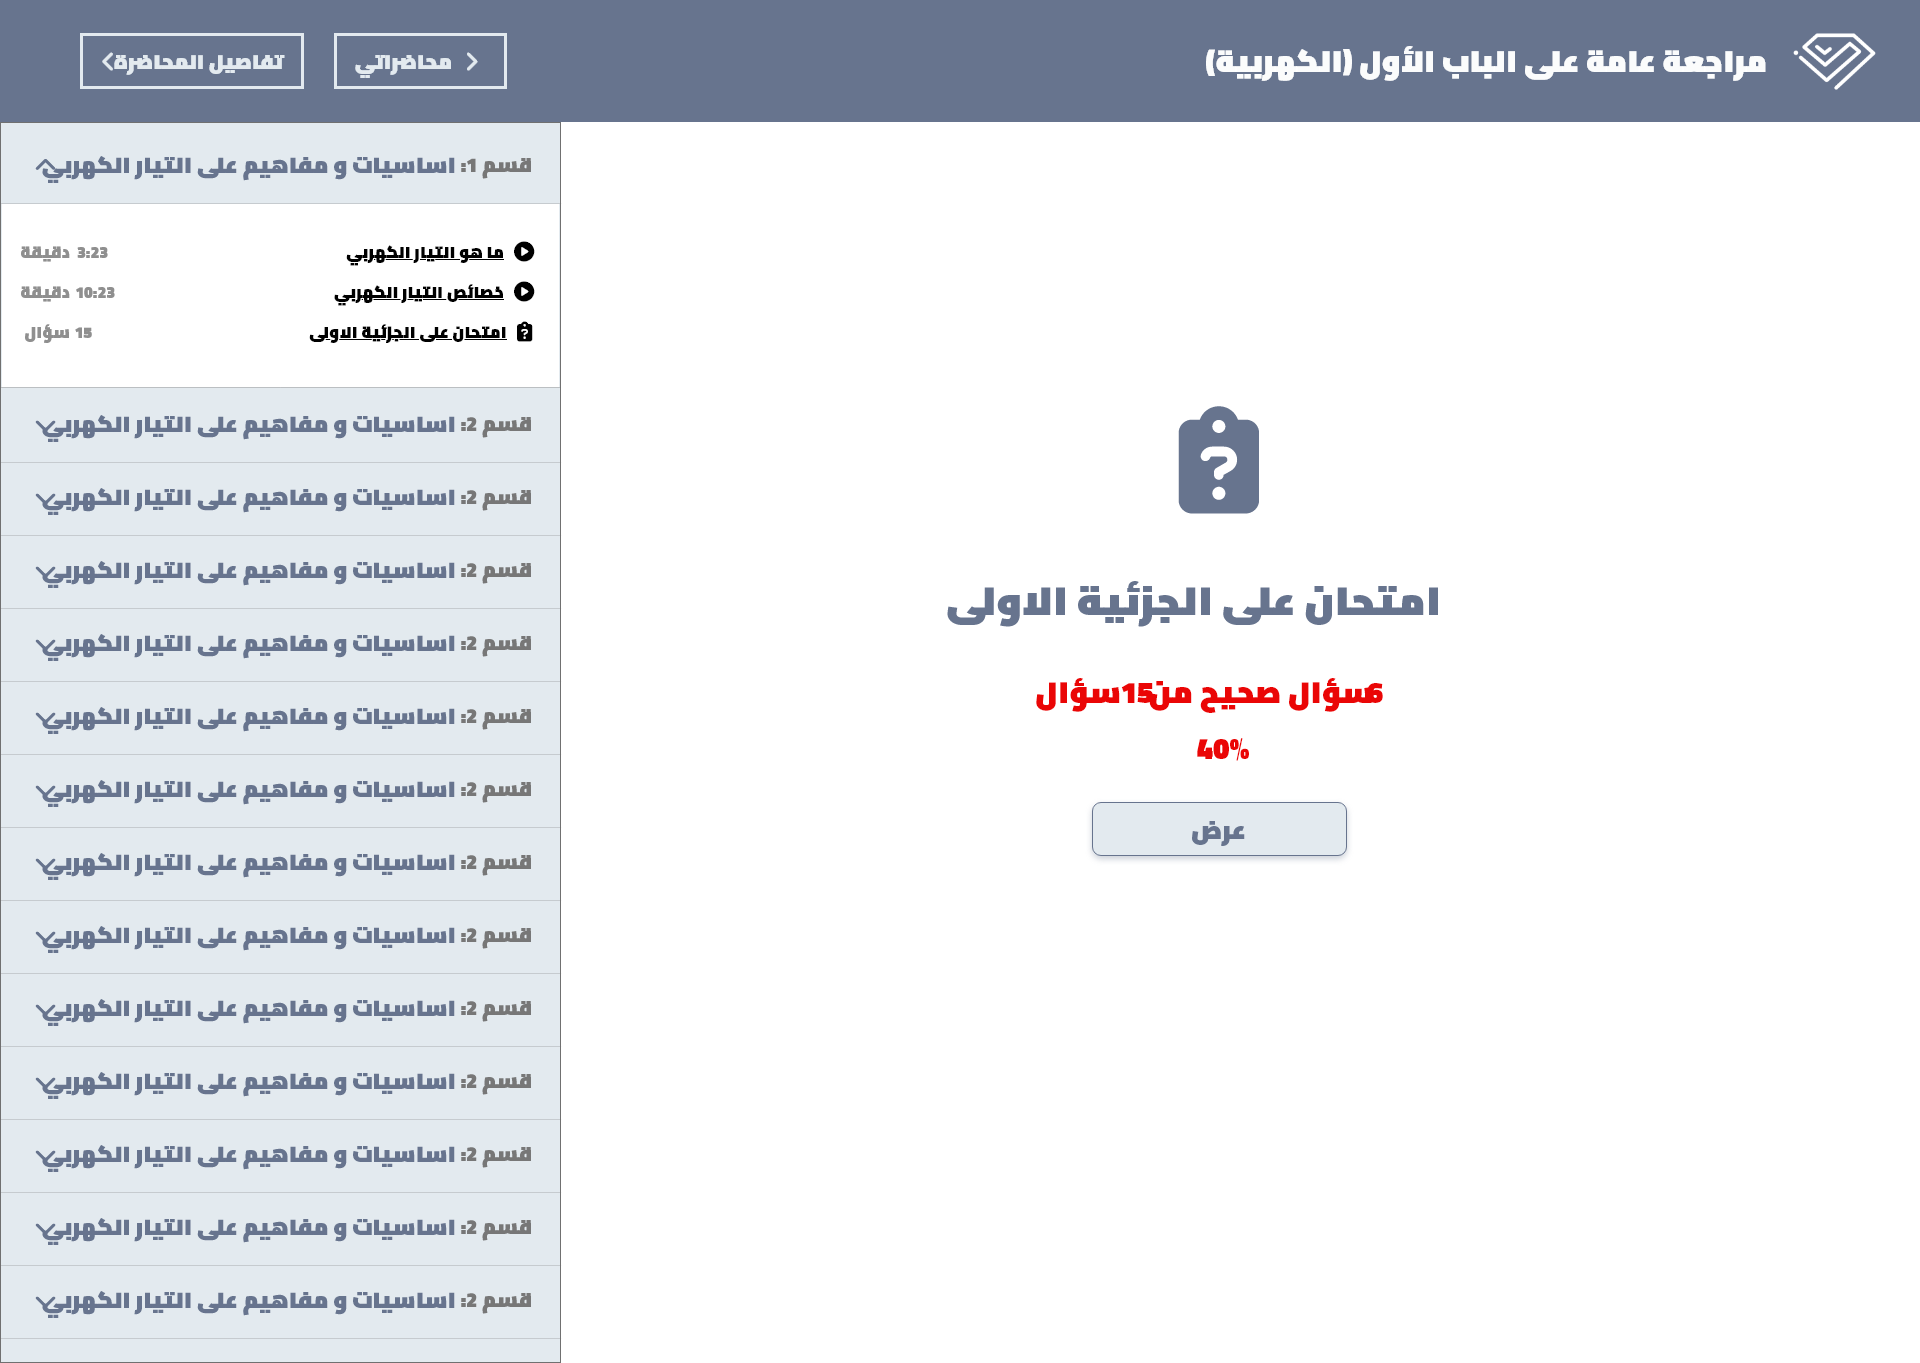 مراجعة عامة على الباب الأول (الكهربية)
محاضراتي
تفاصيل المحاضرة
قسم 1: اساسيات و مفاهيم على التيار الكهربي
ما هو التيار الكهربي 3:23 دقيقة
خصائص التيار الكهربي 10:23 دقيقة
امتحان على الجزئية الاولى 15 سؤال
قسم 2: اساسيات و مفاهيم على التيار الكهربي
قسم 2: اساسيات و مفاهيم على التيار الكهربي
قسم 2: اساسيات و مفاهيم على التيار الكهربي
قسم 2: اساسيات و مفاهيم على التيار الكهربي
قسم 2: اساسيات و مفاهيم على التيار الكهربي
قسم 2: اساسيات و مفاهيم على التيار الكهربي
قسم 2: اساسيات و مفاهيم على التيار الكهربي
قسم 2: اساسيات و مفاهيم على التيار الكهربي
قسم 2: اساسيات و مفاهيم على التيار الكهربي
قسم 2: اساسيات و مفاهيم على التيار الكهربي
قسم 2: اساسيات و مفاهيم على التيار الكهربي
قسم 2: اساسيات و مفاهيم على التيار الكهربي
قسم 2: اساسيات و مفاهيم على التيار الكهربي
امتحان على الجزئية الاولى
6 سؤال صحيح من 15 سؤال
40%
عرض